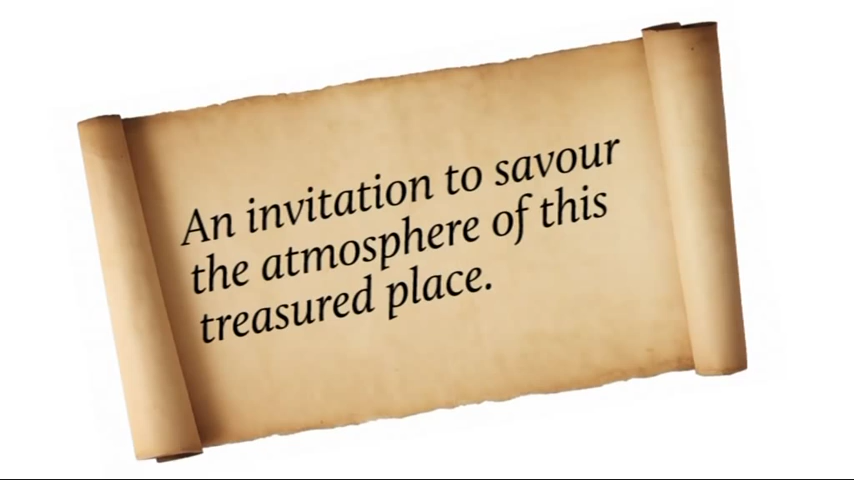 An invitation to savour
the atmosphere of this
treasured place.